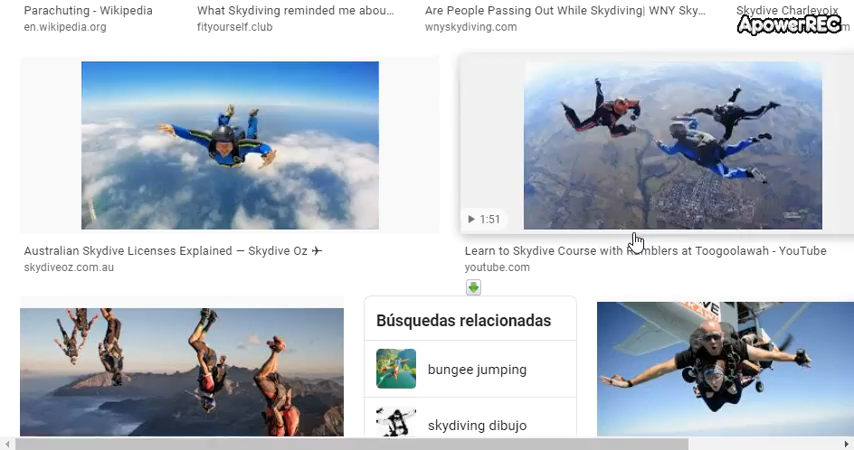 Parachuting - Wikipedia
en.wikipedia.org
What Skydiving reminded me abou...
fityourself.club
Are People Passing Out While Skydiving| WNY Sky...
wnyskydiving.com
Skydive Charlevoix
ApowerREC
1:51
Australian Skydive Licenses Explained — Skydive Oz ✈
skydiveoz.com.au
Learn to Skydive Course with Ramblers at Toogoolawah - YouTube
youtube.com
Búsquedas relacionadas
bungee jumping
skydiving dibujo